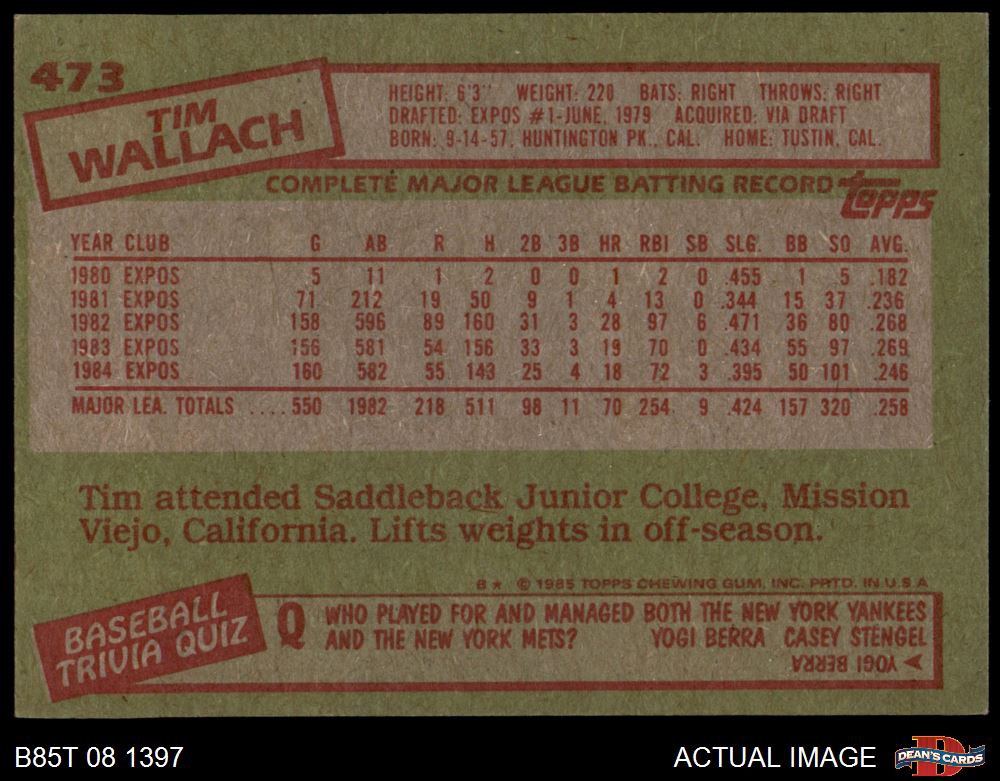 473
TIM
WALLACH
HEIGHT: 6'3" WEIGHT: 220 BATS: RIGHT THROWS: RIGHT
DRAFTED: EXPOS #1-JUNE, 1979 ACQUIRED: VIA DRAFT
BORN: 9-14-57, HUNTINGTON PK., CAL. HOME: TUSTIN, CAL.
COMPLETE MAJOR LEAGUE BATTING RECORD
Topps
YEAR CLUB G AB R H 2B 3B HR RBI SB SLG. BB SO AVG.
1980 EXPOS 5 11 1 2 0 0 1 2 0 .455 1 5 .182
1981 EXPOS 71 212 19 50 9 1 4 13 0 .344 15 37 .236
1982 EXPOS 158 596 89 160 31 3 28 97 6 .471 36 80 .268
1983 EXPOS 156 581 54 156 33 3 19 70 0 .434 55 97 .269
1984 EXPOS 160 582 55 143 25 4 18 72 3 .395 50 101 .246
MAJOR LEA. TOTALS ....550 1982 218 511 98 11 70 254 9 .424 157 320 .258
Tim attended Saddleback Junior College, Mission
Viejo, California. Lifts weights in off-season.
B★ © 1985 TOPPS CHEWING GUM, INC. PRTD. IN U.S.A
BASEBALL
TRIVIA QUIZ
Q WHO PLAYED FOR AND MANAGED BOTH THE NEW YORK YANKEES
AND THE NEW YORK METS? YOGI BERRA CASEY STENGEL
YOGI BERRA
B85T 08 1397
ACTUAL IMAGE
D
DEAN'S CARDS